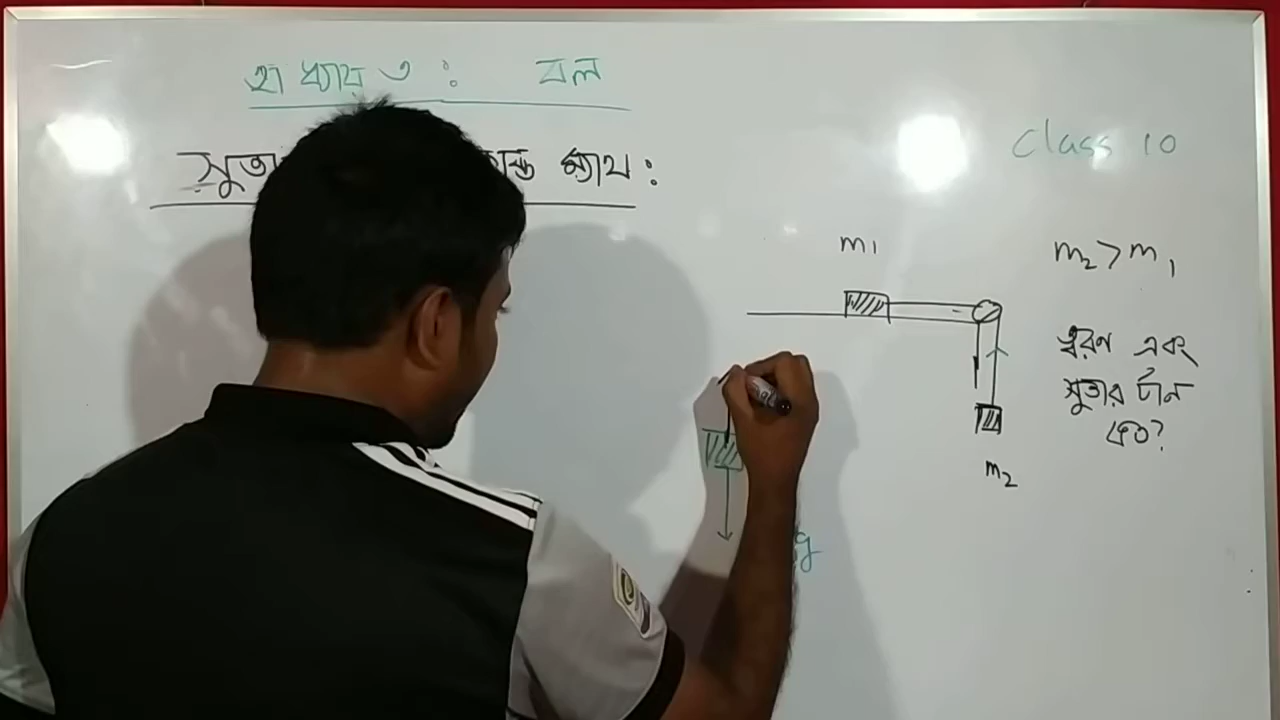 অধ্যায় ৩ : বল
সুতা ম্যাথ :
Class 10
m1
m2 > m1
ত্বরণ এবং
সুতার টান
কত?
m2
g